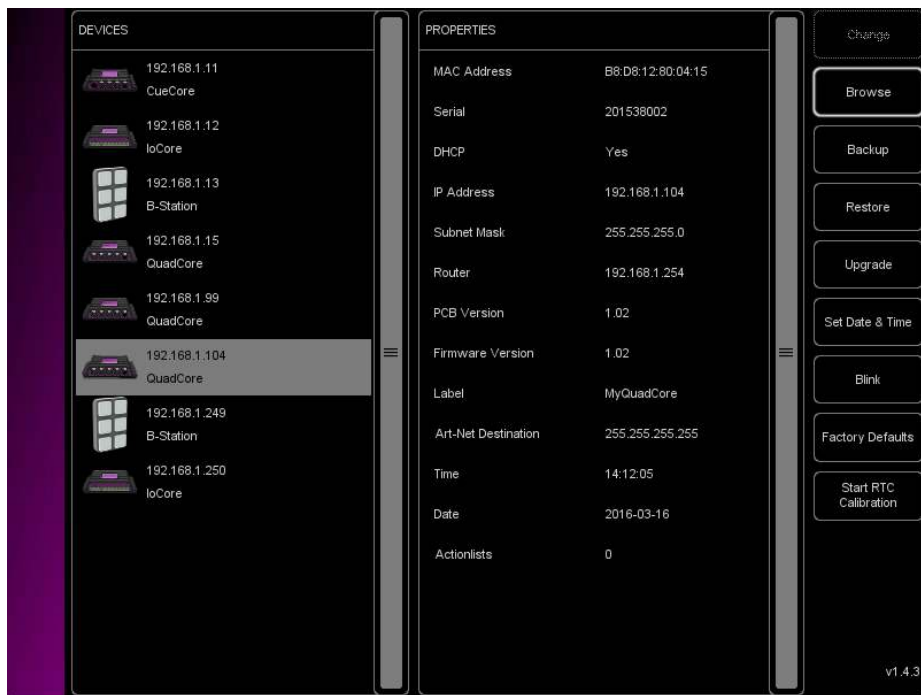 DEVICES
192.168.1.11
CueCore
192.168.1.12
IoCore
192.168.1.13
B-Station
192.168.1.15
QuadCore
192.168.1.99
QuadCore
192.168.1.104
QuadCore
192.168.1.249
B-Station
192.168.1.250
IoCore
PROPERTIES
MAC Address B8:D8:12:80:04:15
Serial 201538002
DHCP Yes
IP Address 192.168.1.104
Subnet Mask 255.255.255.0
Router 192.168.1.254
PCB Version 1.02
Firmware Version 1.02
Label MyQuadCore
Art-Net Destination 255.255.255.255
Time 14:12:05
Date 2016-03-16
Actionlists 0
Change
Browse
Backup
Restore
Upgrade
Set Date & Time
Blink
Factory Defaults
Start RTC
Calibration
v1.4.3